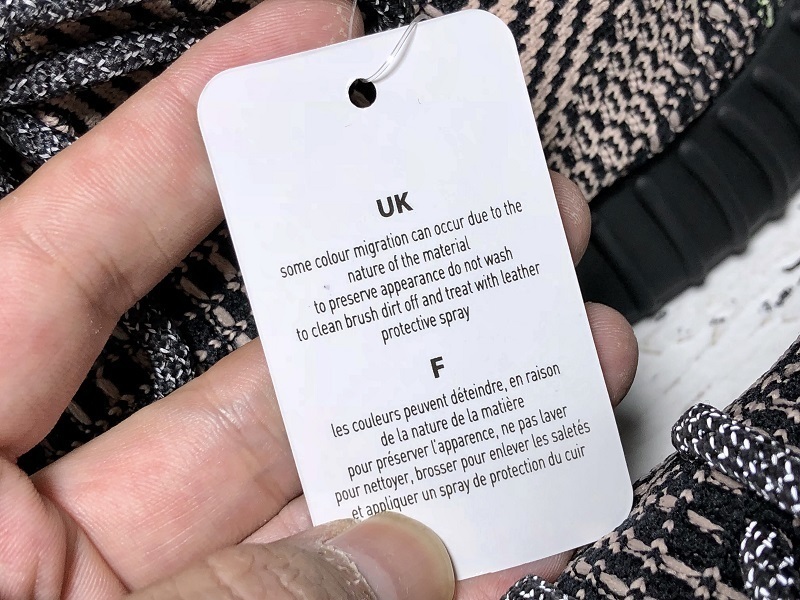 UK
some colour migration can occur due to the
nature of the material
to preserve appearance do not wash
to clean brush dirt off and treat with leather
protective spray
F
les couleurs peuvent déteindre, en raison
de la nature de la matière
pour préserver l'apparence, ne pas laver
pour nettoyer, brosser pour enlever les saletés
et appliquer un spray de protection du cuir